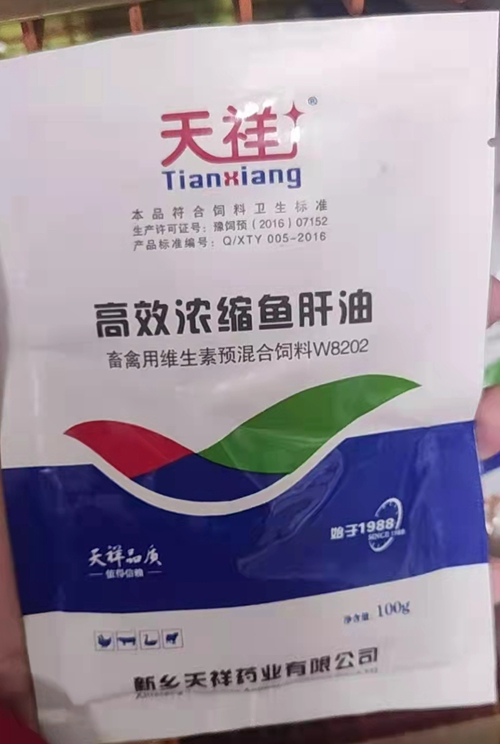 天祥®
Tianxiang
本品符合饲料卫生标准
生产许可证号：豫饲预（2016）07152
产品标准编号：Q/XTY 005-2016
高效浓缩鱼肝油
畜禽用维生素预混合饲料W8202
始于1988
SINCE 1988
天祥品质
值得信赖
净含量：100g
新乡天祥药业有限公司